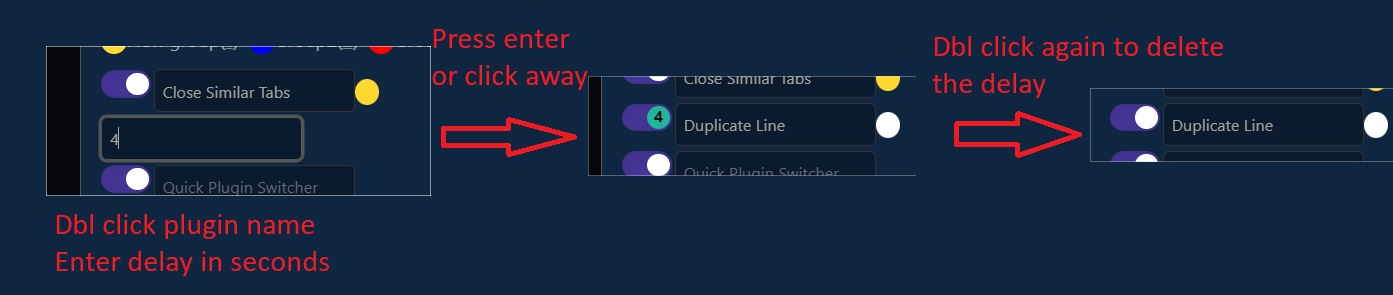 Close Similar Tabs
4
Quick Plugin Switcher
Dbl click plugin name
Enter delay in seconds
Press enter
or click away
Close Similar Tabs
4 Duplicate Line
Quick Plugin Switcher
Dbl click again to delete
the delay
Duplicate Line